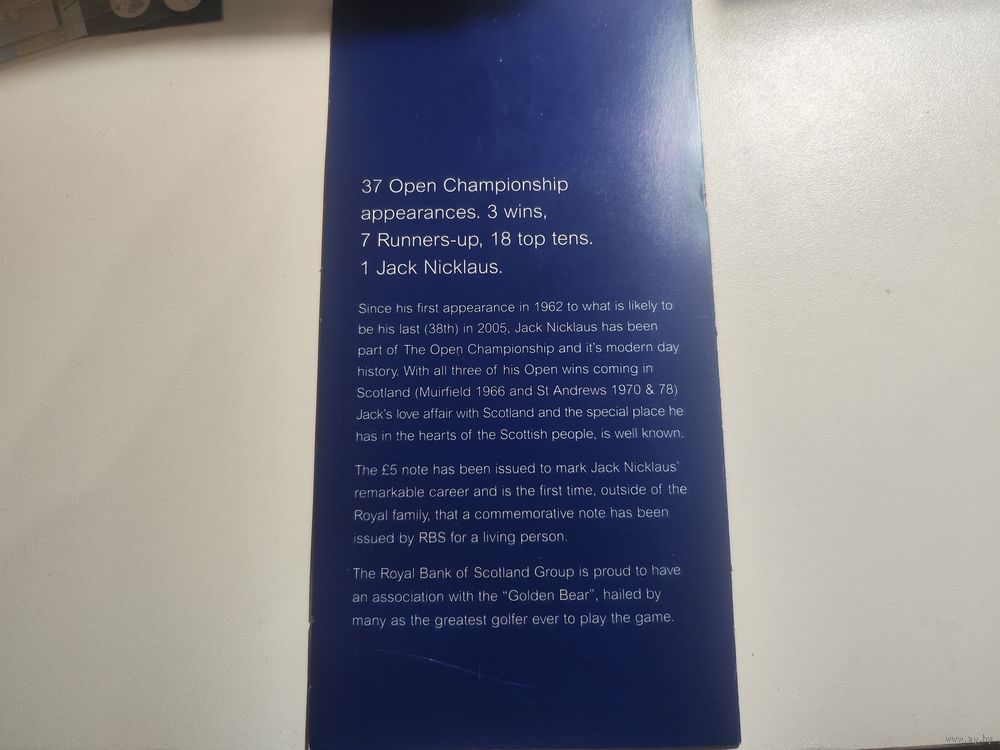 37 Open Championship
appearances. 3 wins,
7 Runners-up, 18 top tens.
1 Jack Nicklaus.
Since his first appearance in 1962 to what is likely to
be his last (38th) in 2005, Jack Nicklaus has been
part of The Open Championship and it's modern day
history. With all three of his Open wins coming in
Scotland (Muirfield 1966 and St Andrews 1970 & 78)
Jack's love affair with Scotland and the special place he
has in the hearts of the Scottish people, is well known.
The £5 note has been issued to mark Jack Nicklaus'
remarkable career and is the first time, outside of the
Royal family, that a commemorative note has been
issued by RBS for a living person.
The Royal Bank of Scotland Group is proud to have
an association with the "Golden Bear", hailed by
many as the greatest golfer ever to play the game.
www.ay.by